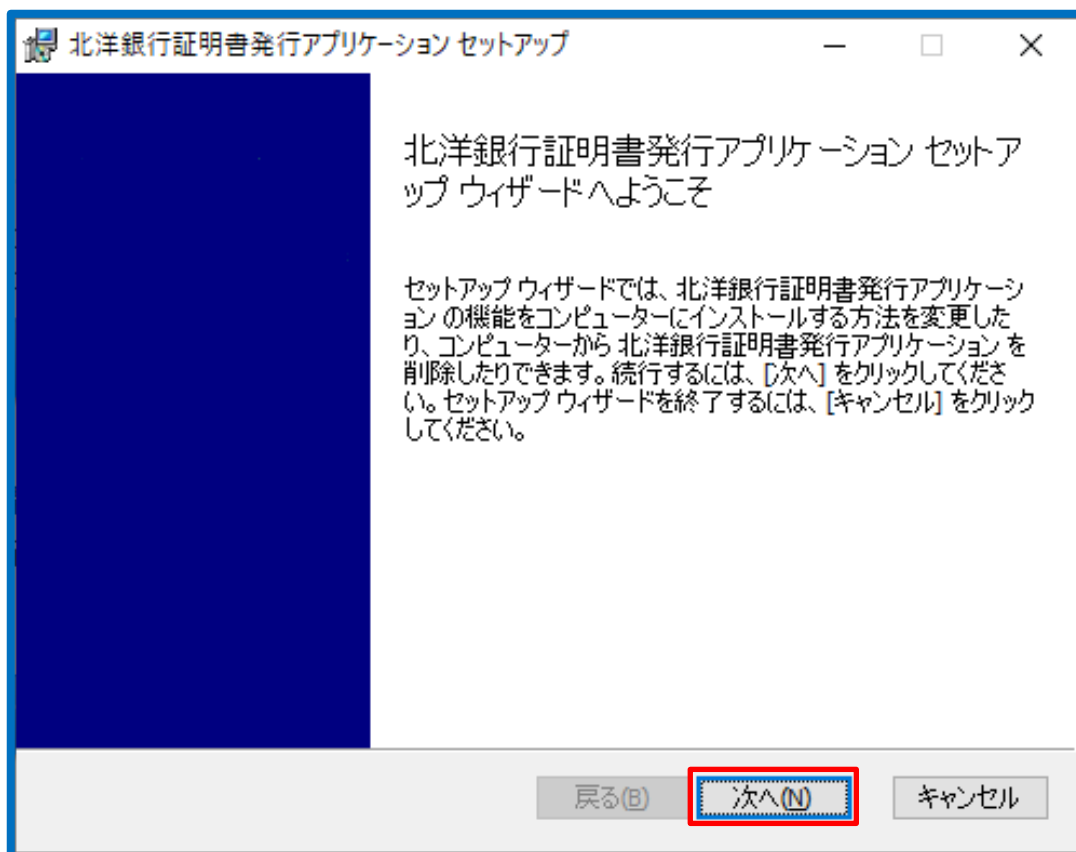 北洋銀行証明書発行アプリケーション セットアップ
北洋銀行証明書発行アプリケーション セットア
ップ ウィザードへようこそ
セットアップ ウィザードでは、北洋銀行証明書発行アプリケーシ
ョン の機能をコンピューターにインストールする方法を変更した
り、コンピューターから 北洋銀行証明書発行アプリケーション を
削除したりできます。続行するには、[次へ] をクリックしてくださ
い。セットアップ ウィザードを終了するには、[キャンセル] をクリック
してください。
戻る(B) 次へ(N) キャンセル